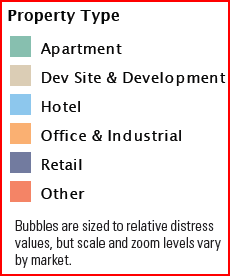 Property Type
Apartment
Dev Site & Development
Hotel
Office & Industrial
Retail
Other
Bubbles are sized to relative distress
values, but scale and zoom levels vary
by market.